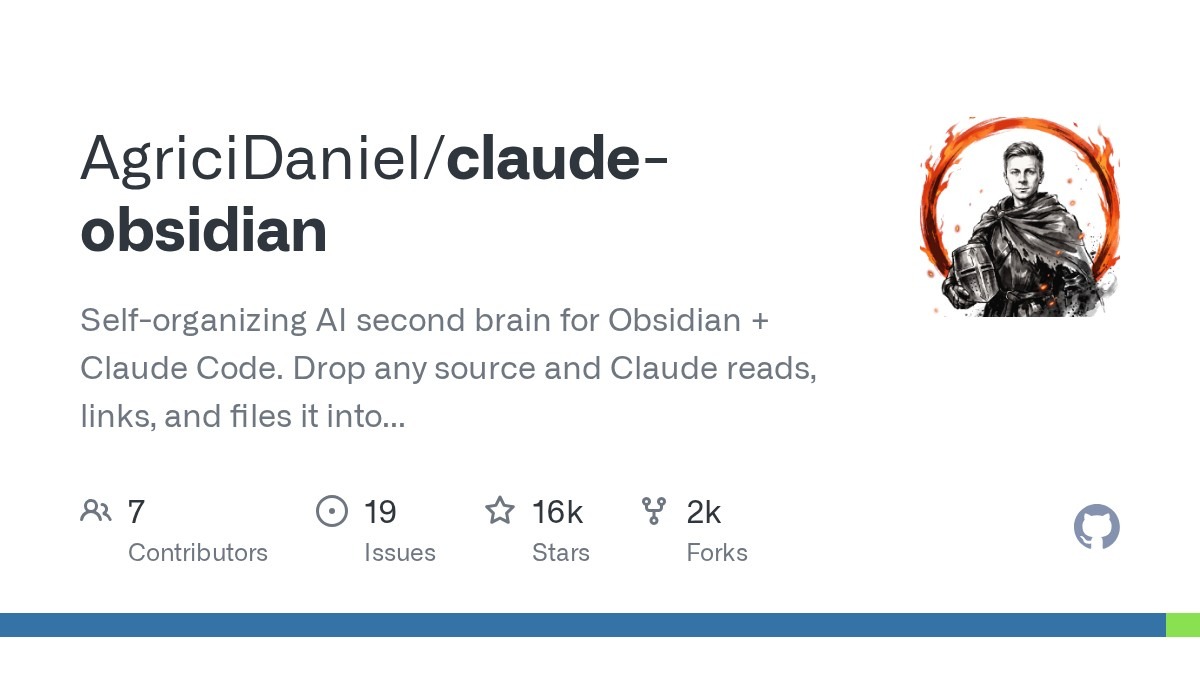 AgriciDaniel/claude-
obsidian
Self-organizing AI second brain for Obsidian +
Claude Code. Drop any source and Claude reads,
links, and files it into...
7
Contributors
19
Issues
16k
Stars
2k
Forks